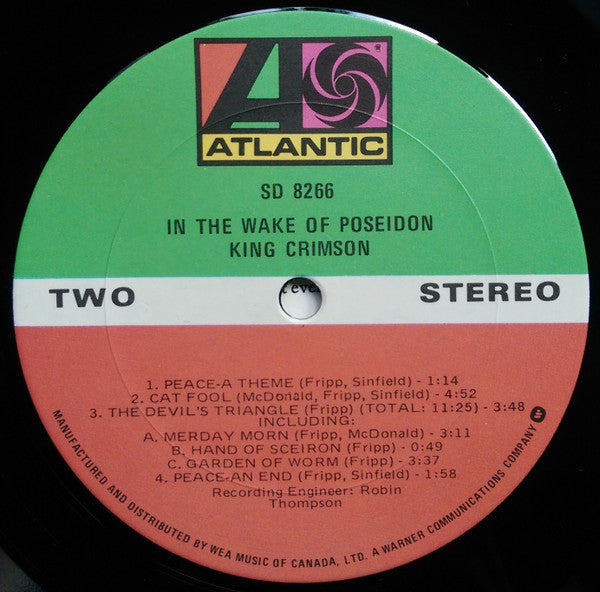 ATLANTIC
SD 8266
IN THE WAKE OF POSEIDON
KING CRIMSON
TWO
STEREO
1. PEACE-A THEME (Fripp, Sinfield) - 1:14
2. CAT FOOL (McDonald, Fripp, Sinfield) - 4:52
3. THE DEVIL'S TRIANGLE (Fripp) (TOTAL: 11:25) - 3:48
INCLUDING:
A. MERDAY MORN (Fripp, McDonald) - 3:11
B. HAND OF SCEIRON (Fripp) - 0:49
C. GARDEN OF WORM (Fripp) - 3:37
4. PEACE-AN END (Fripp, Sinfield) - 1:58
Recording Engineer: Robin
Thompson
MANUFACTURED AND DISTRIBUTED BY WEA MUSIC OF CANADA, LTD. A WARNER COMMUNICATIONS COMPANY